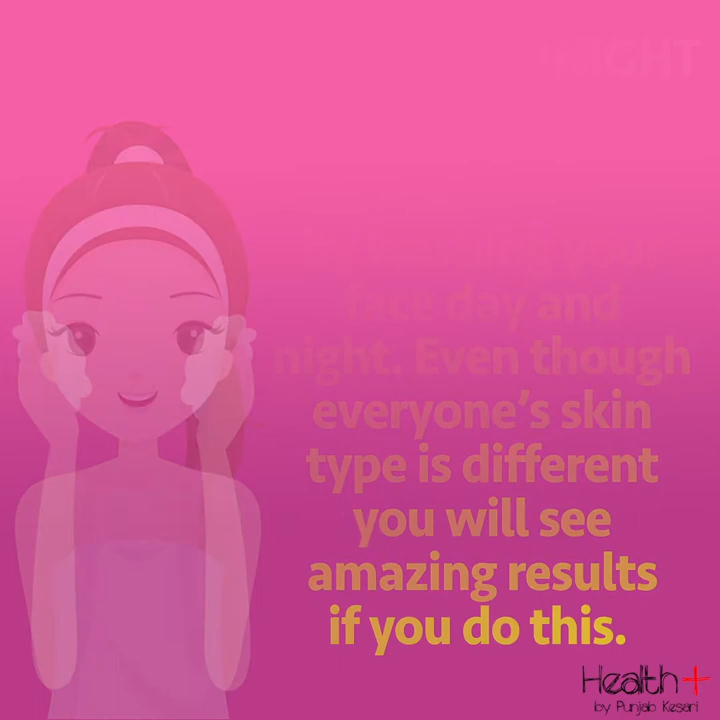 your
face day and
night. Even though
everyone’s skin
type is different
you will see
amazing results
if you do this.
Health+
by Punjab Kesari